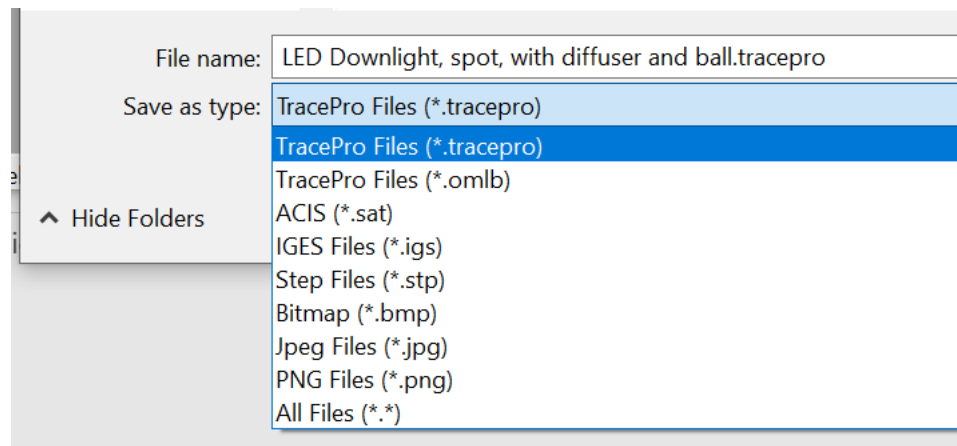 File name: LED Downlight, spot, with diffuser and ball.tracepro
Save as type: TracePro Files (*.tracepro)
TracePro Files (*.tracepro)
TracePro Files (*.omlb)
ACIS (*.sat)
Hide Folders
IGES Files (*.igs)
Step Files (*.stp)
Bitmap (*.bmp)
Jpeg Files (*.jpg)
PNG Files (*.png)
All Files (*.*)